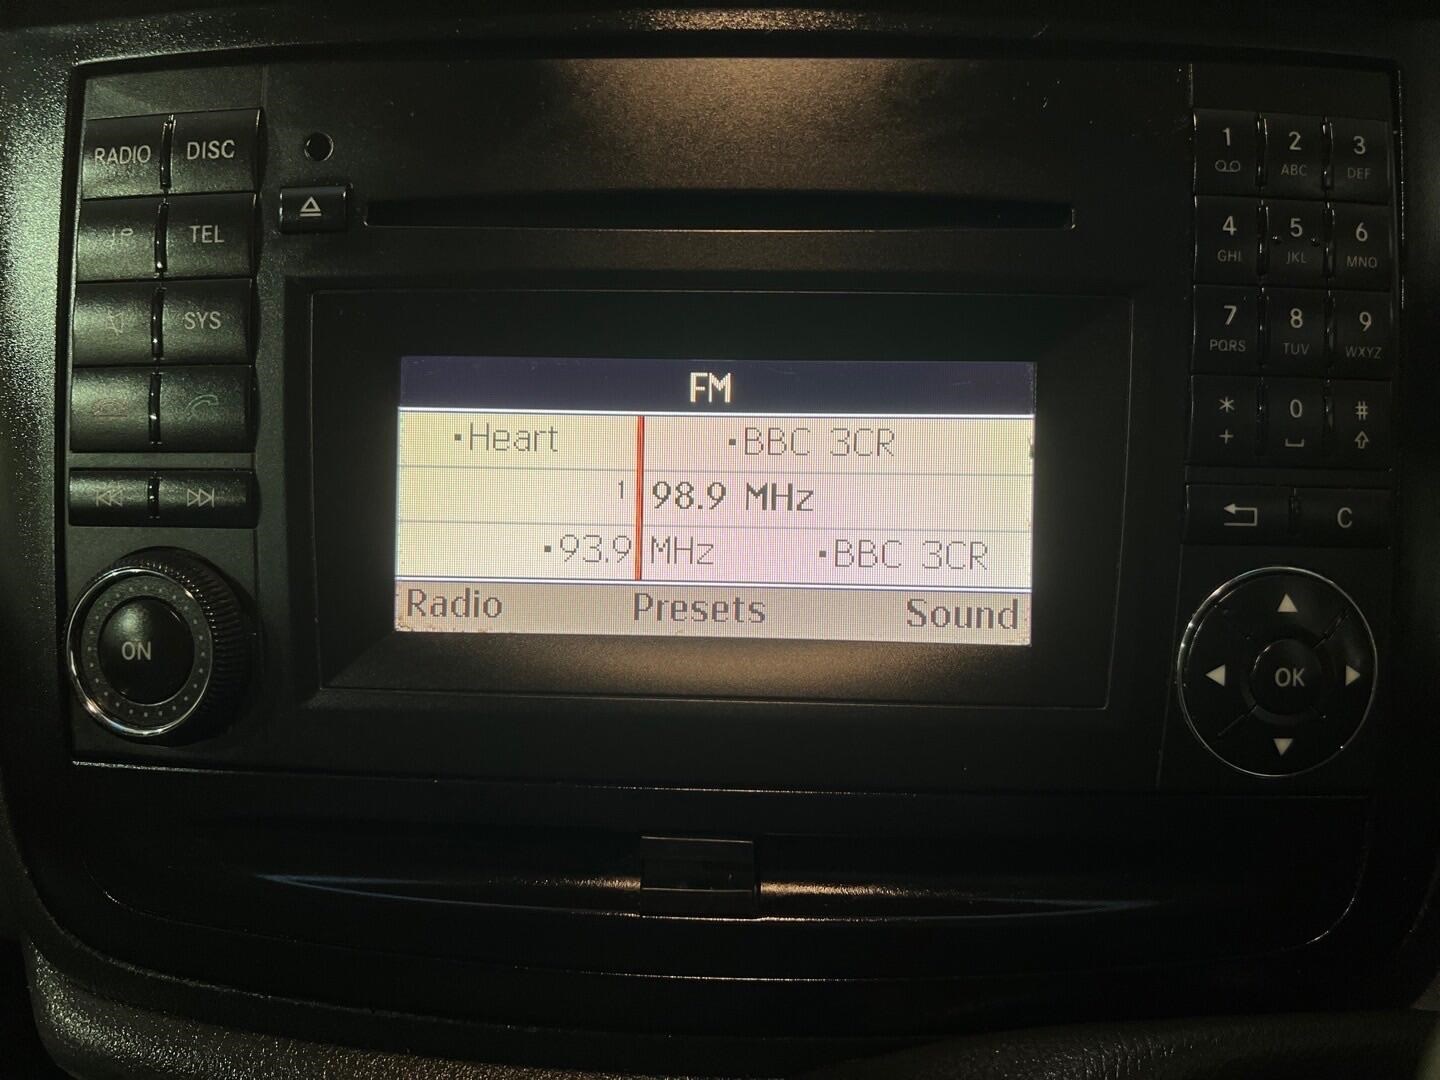 RADIO DISC
TEL
SYS
ON
FM
Heart BBC 3CR
1 98.9 MHz
93.9 MHz BBC 3CR
Radio Presets Sound
1 2 ABC 3 DEF
4 GHI 5 JKL 6 MNO
7 PQRS 8 TUV 9 WXYZ
* + 0 #
C
OK